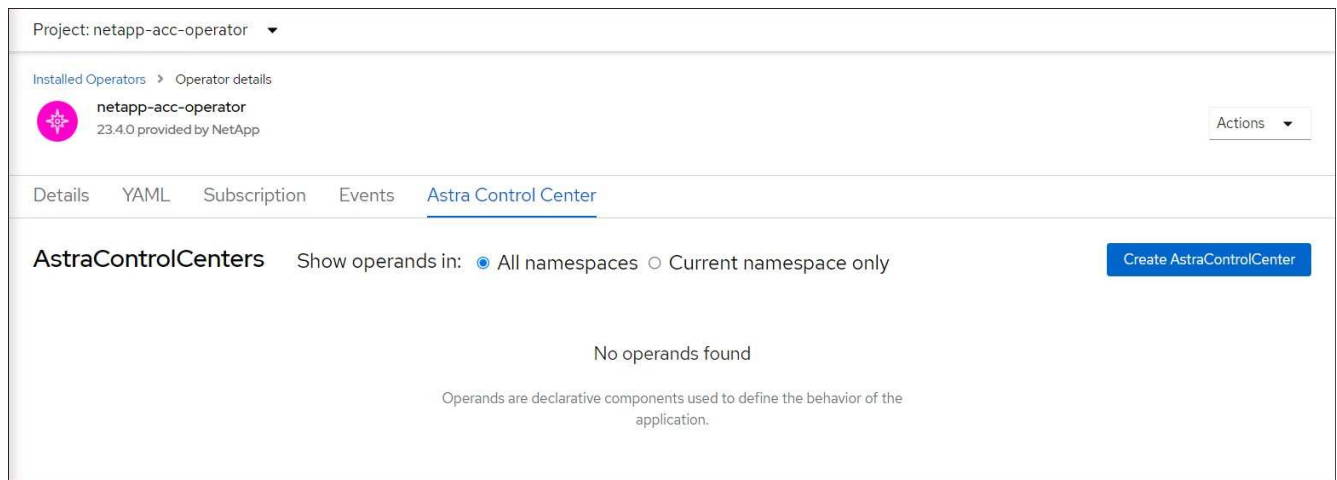 Project: netapp-acc-operator
Installed Operators > Operator details
netapp-acc-operator
23.4.0 provided by NetApp
Actions
Details YAML Subscription Events Astra Control Center
AstraControlCenters Show operands in: All namespaces Current namespace only Create AstraControlCenter
No operands found
Operands are declarative components used to define the behavior of the
application.